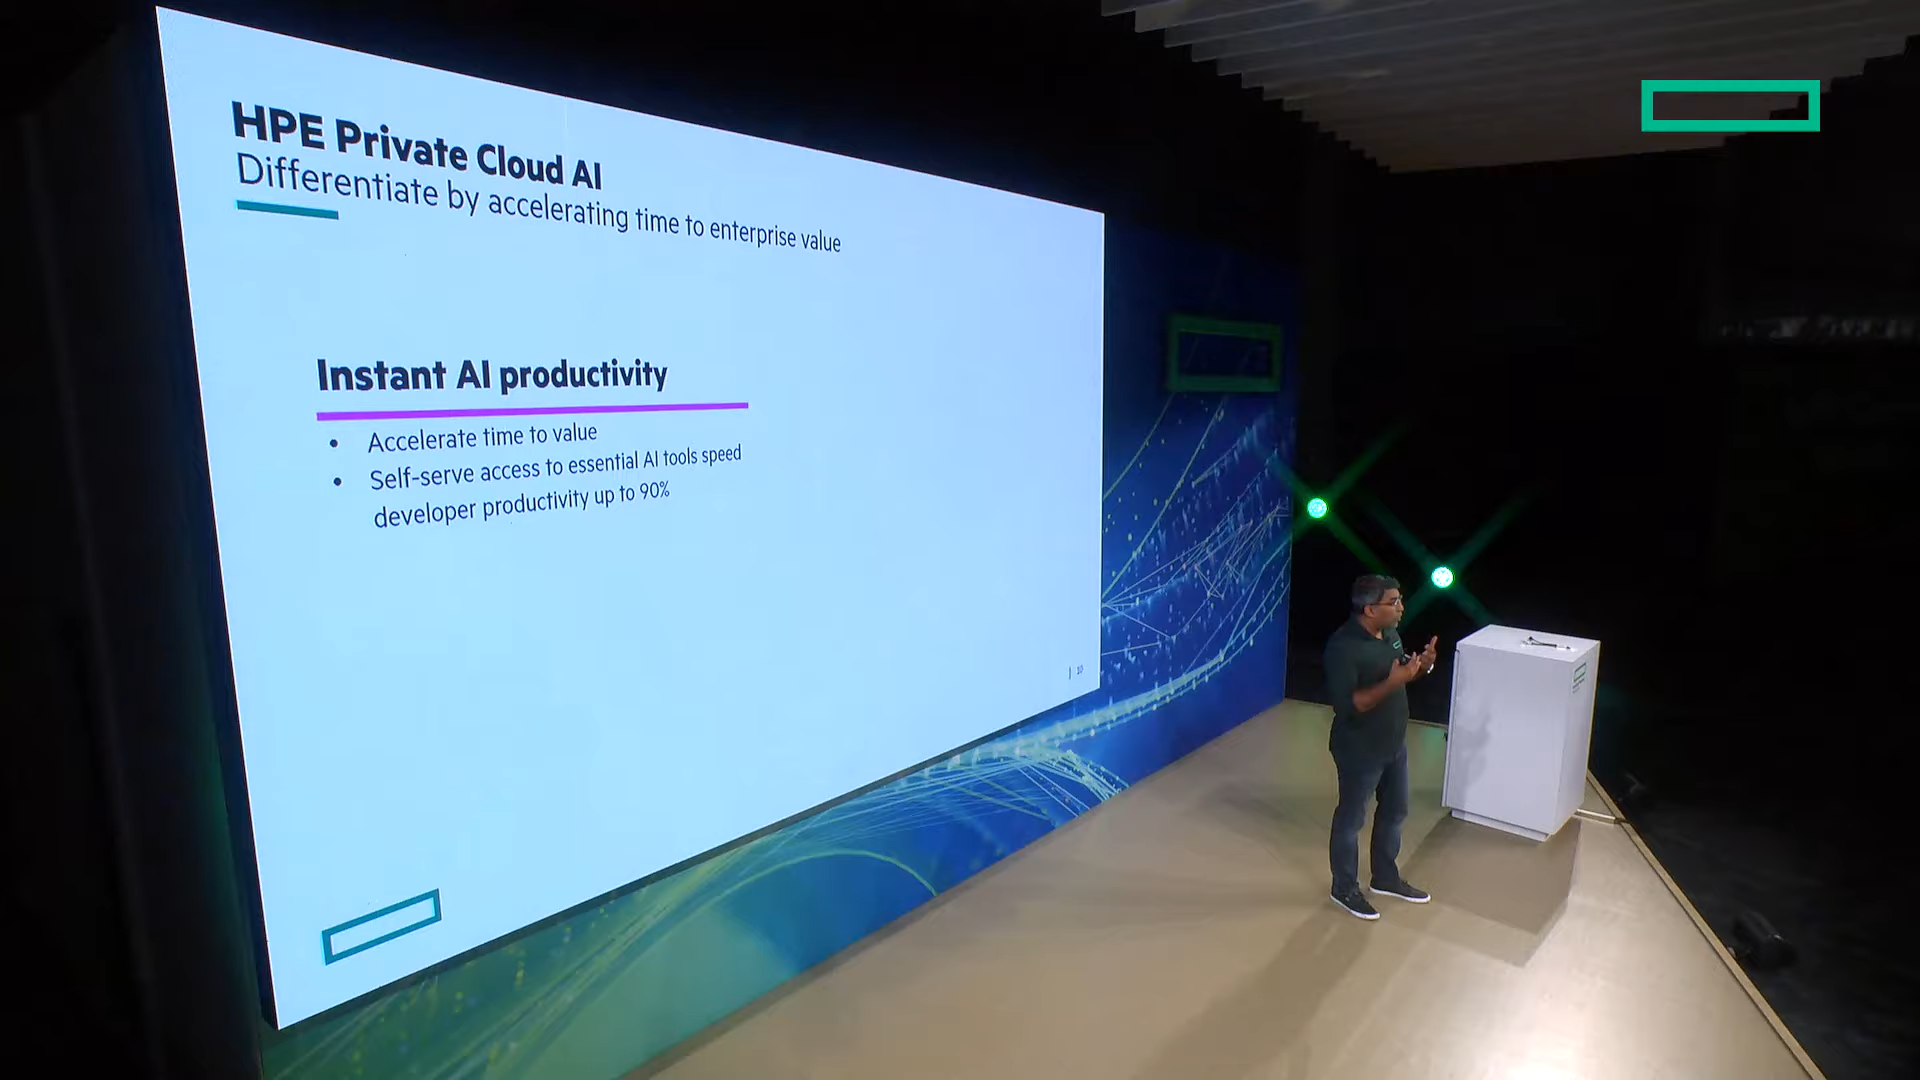 HPE Private Cloud AI
Differentiate by accelerating time to enterprise value
Instant AI productivity
• Accelerate time to value
• Self-serve access to essential AI tools speed
developer productivity up to 90%